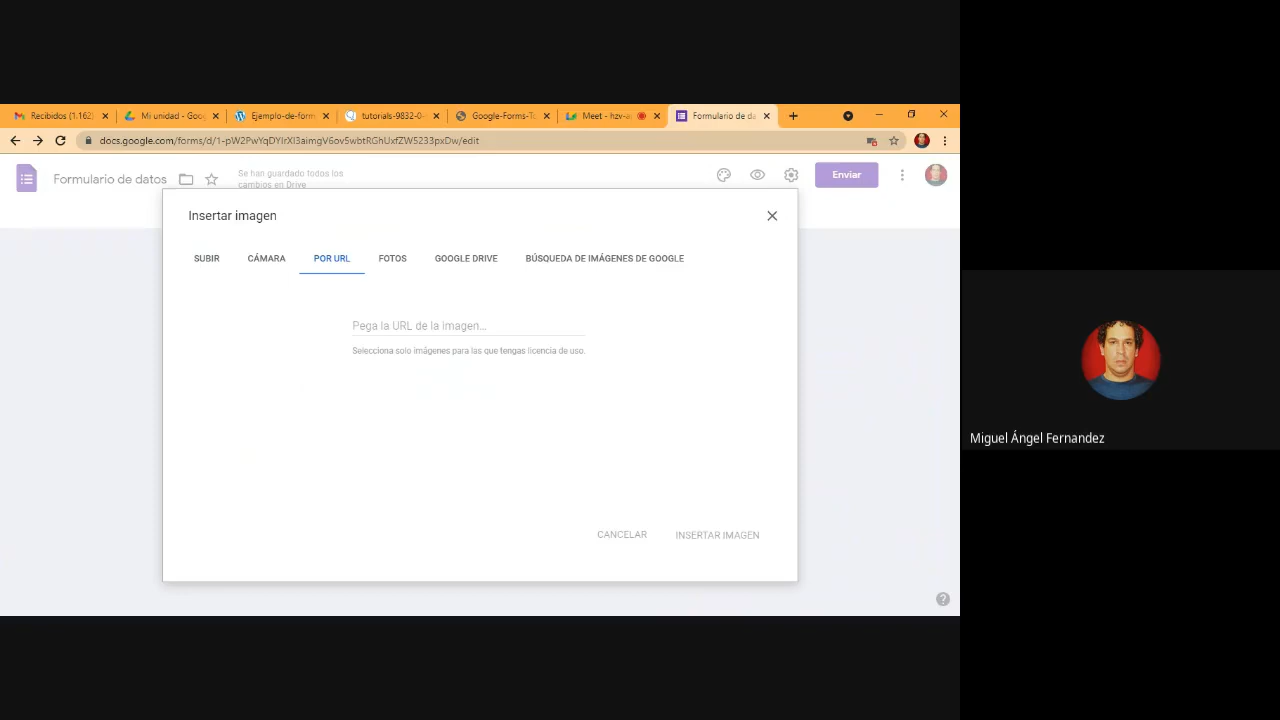 Recibidos (1.162)
Mi unidad - Goog
Ejemplo-de-form
tutorials-9832-0-
Google-Forms-Tu
Meet - hzv-a
Formulario de da
docs.google.com/forms/d/1-pW2PwYqDYIrXI3aimgV6ov5wbtRGhUxfZW5233pxDw/edit
Formulario de datos
Se han guardado todos los
cambios en Drive
Enviar
Insertar imagen
SUBIR CÁMARA POR URL FOTOS GOOGLE DRIVE BÚSQUEDA DE IMÁGENES DE GOOGLE
Pega la URL de la imagen...
Selecciona solo imágenes para las que tengas licencia de uso.
CANCELAR INSERTAR IMAGEN
Miguel Ángel Fernandez